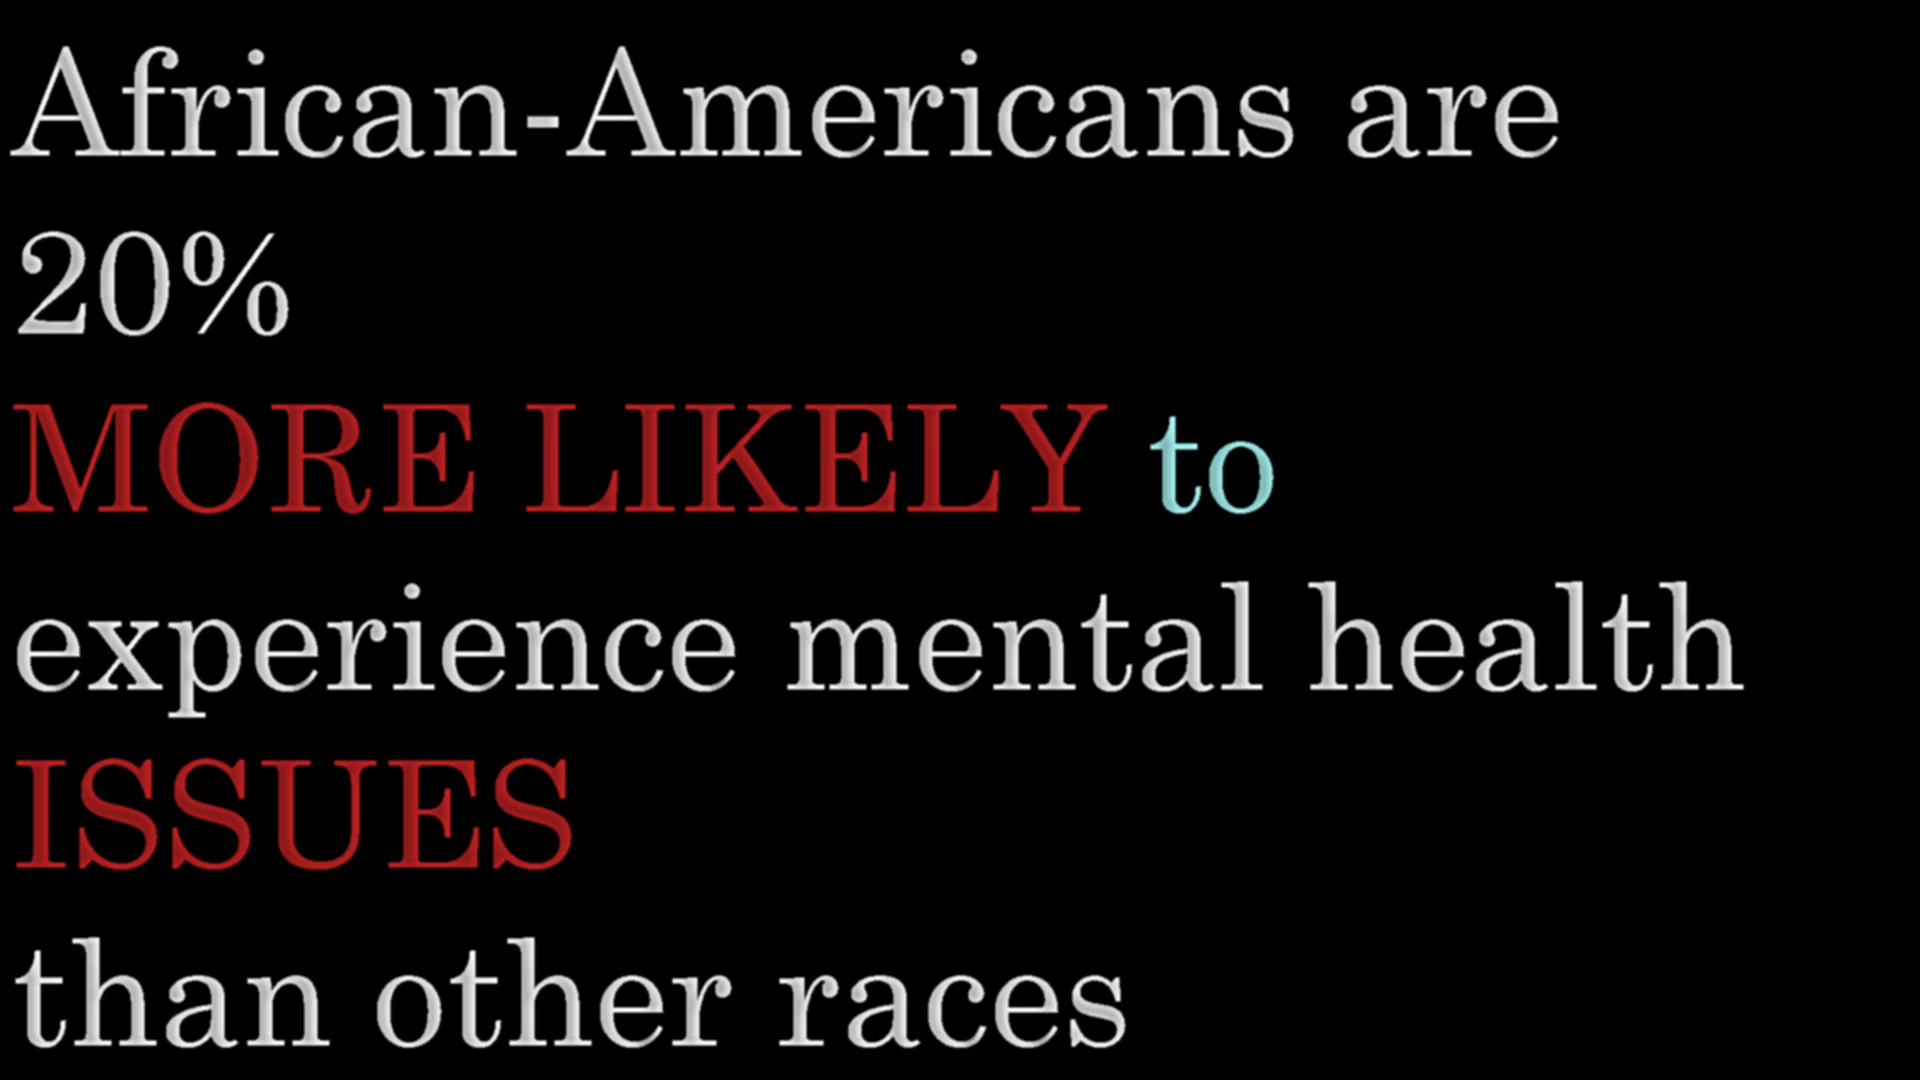 African-Americans are
20%
MORE LIKELY to
experience mental health
ISSUES
than other races